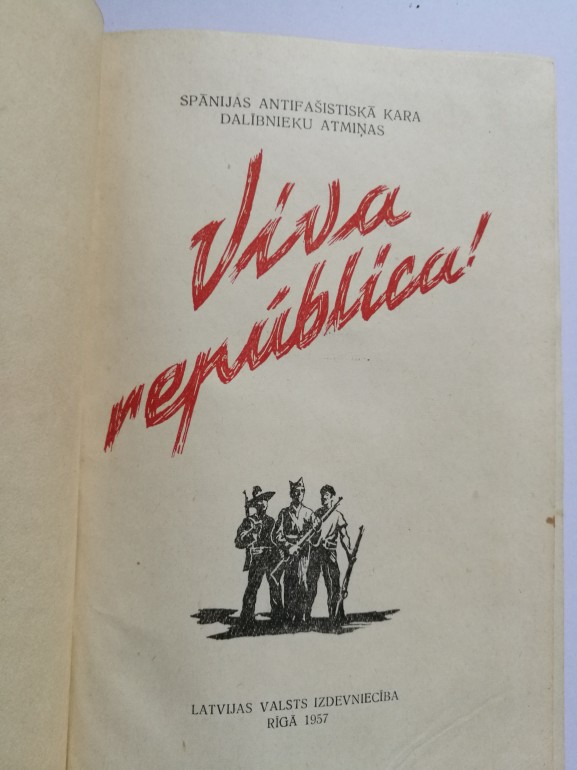 SPĀNIJAS ANTIFAŠISTISKĀ KARA
DALĪBNIEKU ATMIŅAS
Viva
república!
LATVIJAS VALSTS IZDEVNIECĪBA
RĪGĀ 1957